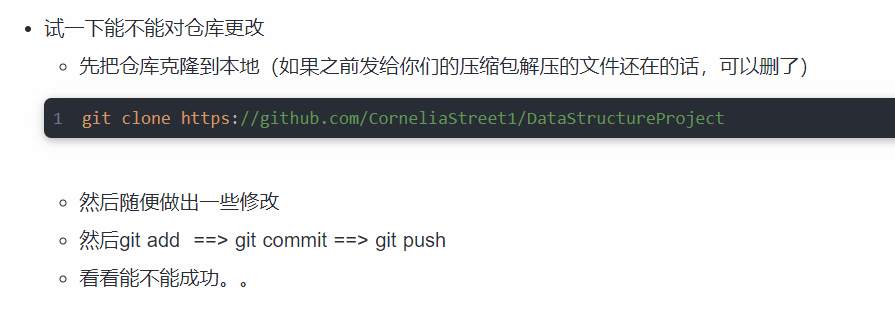 试一下能不能对仓库更改
先把仓库克隆到本地（如果之前发给你们的压缩包解压的文件还在的话，可以删了）
1 git clone https://github.com/CorneliaStreet1/DataStructureProject
然后随便做出一些修改
然后git add ==> git commit ==> git push
看看能不能成功。。